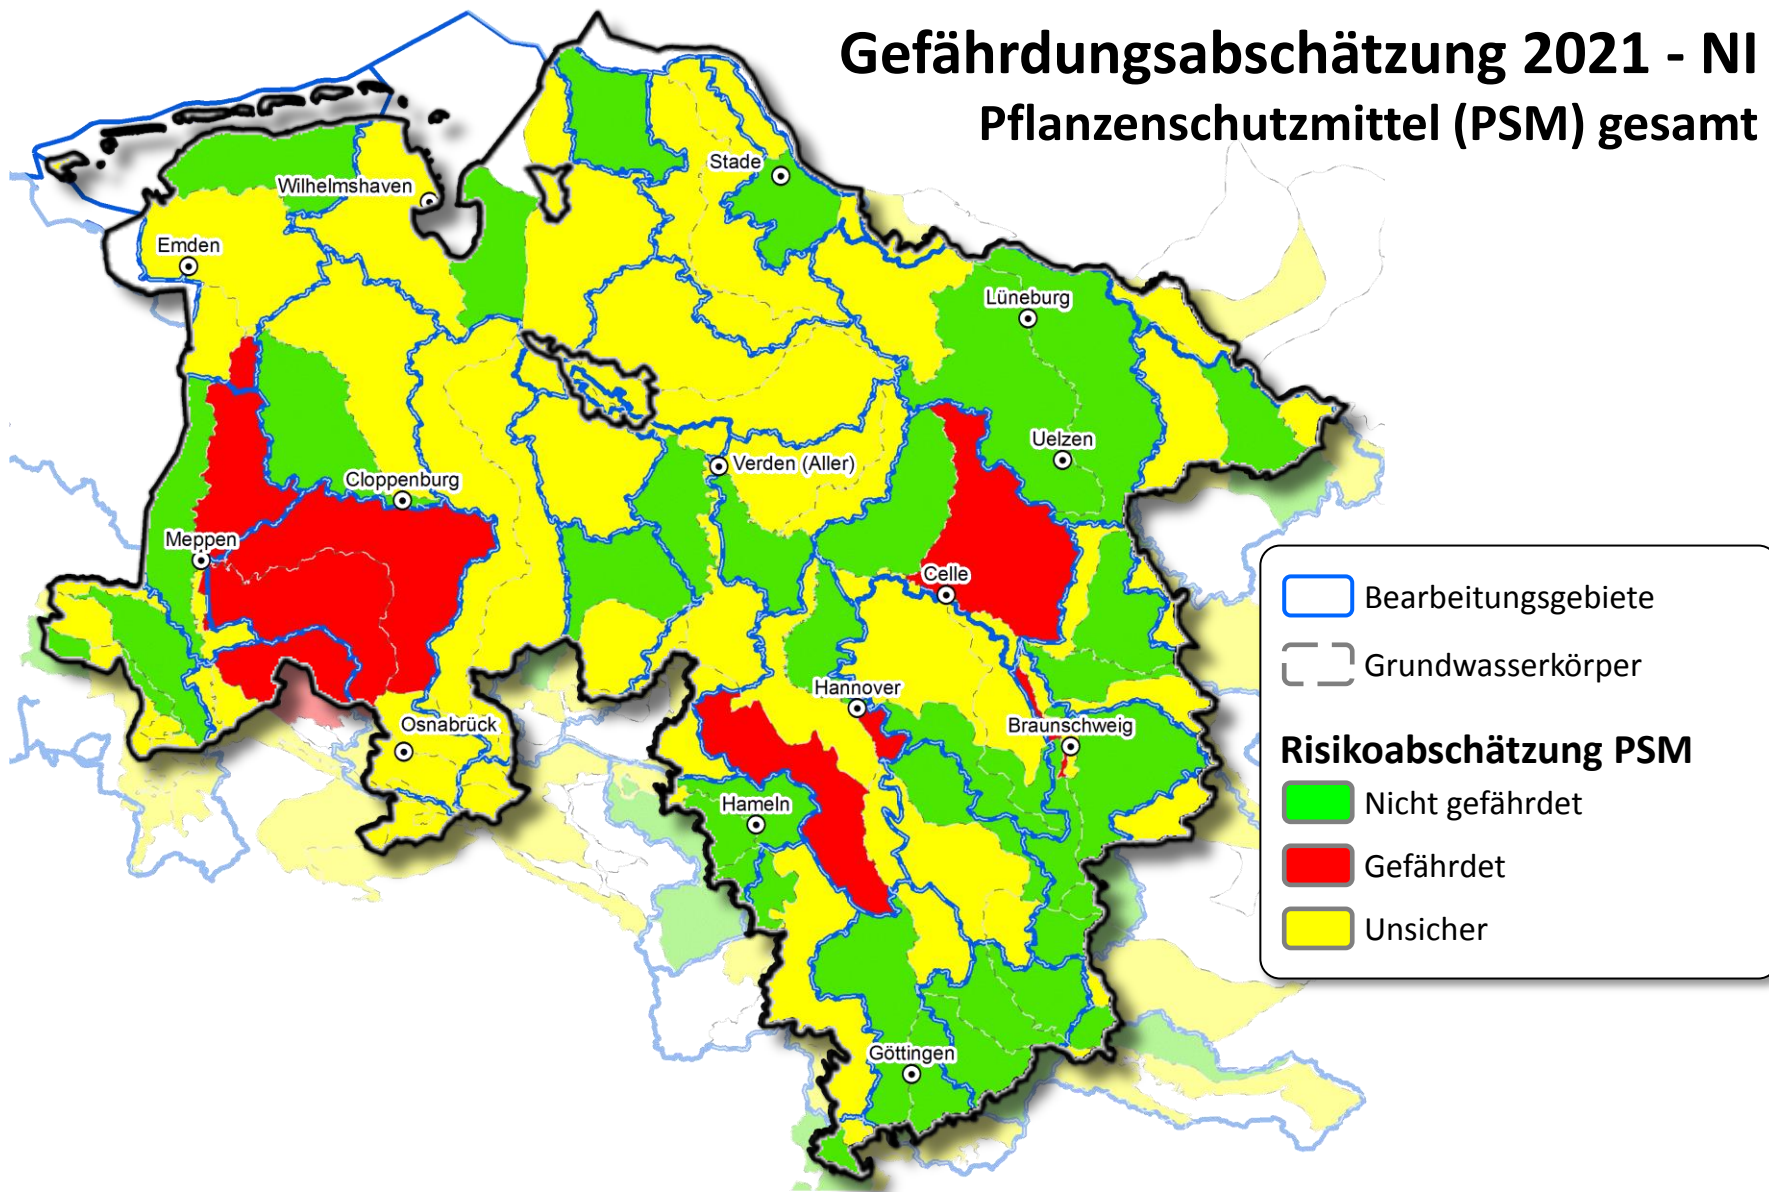 Gefährdungsabschätzung 2021 - NI
Pflanzenschutzmittel (PSM) gesamt
Stade
Wilhelmshaven
Emden
Lüneburg
Uelzen
Verden (Aller)
Cloppenburg
Meppen
Celle
Hannover
Osnabrück
Braunschweig
Hameln
Göttingen
Bearbeitungsgebiete
Grundwasserkörper
Risikoabschätzung PSM
Nicht gefährdet
Gefährdet
Unsicher